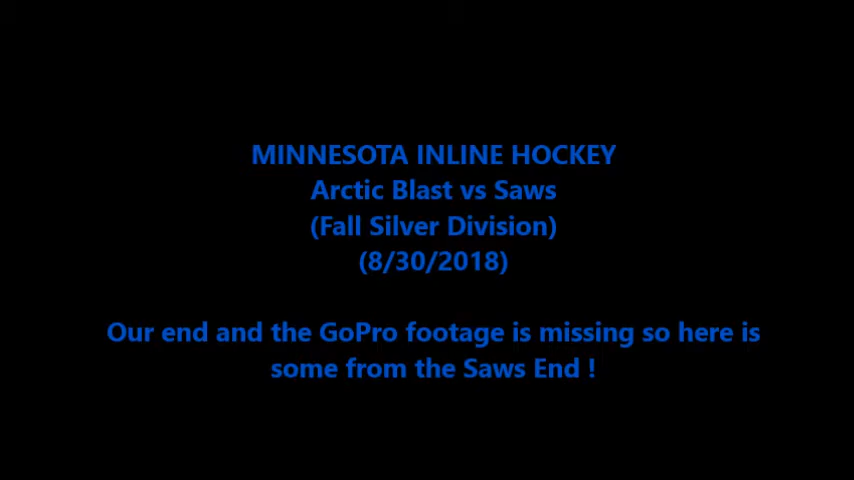 MINNESOTA INLINE HOCKEY
Arctic Blast vs Saws
(Fall Silver Division)
(8/30/2018)
Our end and the GoPro footage is missing so here is
some from the Saws End !